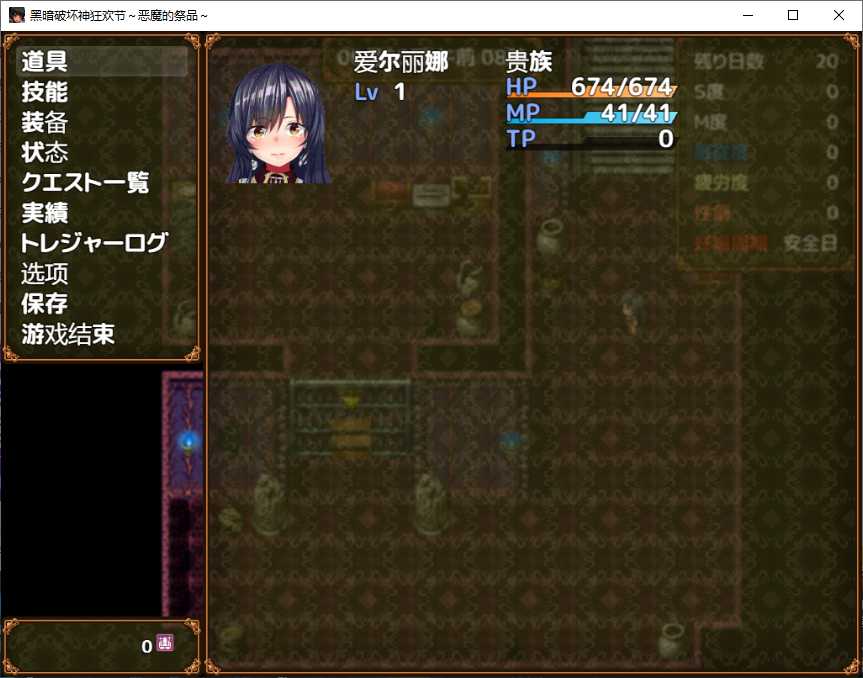 黑暗破坏神狂欢节～恶魔的祭品～
道具
技能
装备
状态
クエスト一覧
実績
トレジャーログ
选项
保存
游戏结束
爱尔丽娜
Lv 1
贵族
HP 674/674
MP 41/41
TP 0
残り日数 20
S度 0
M度 0
0
疲労度 0
0
安全日
0